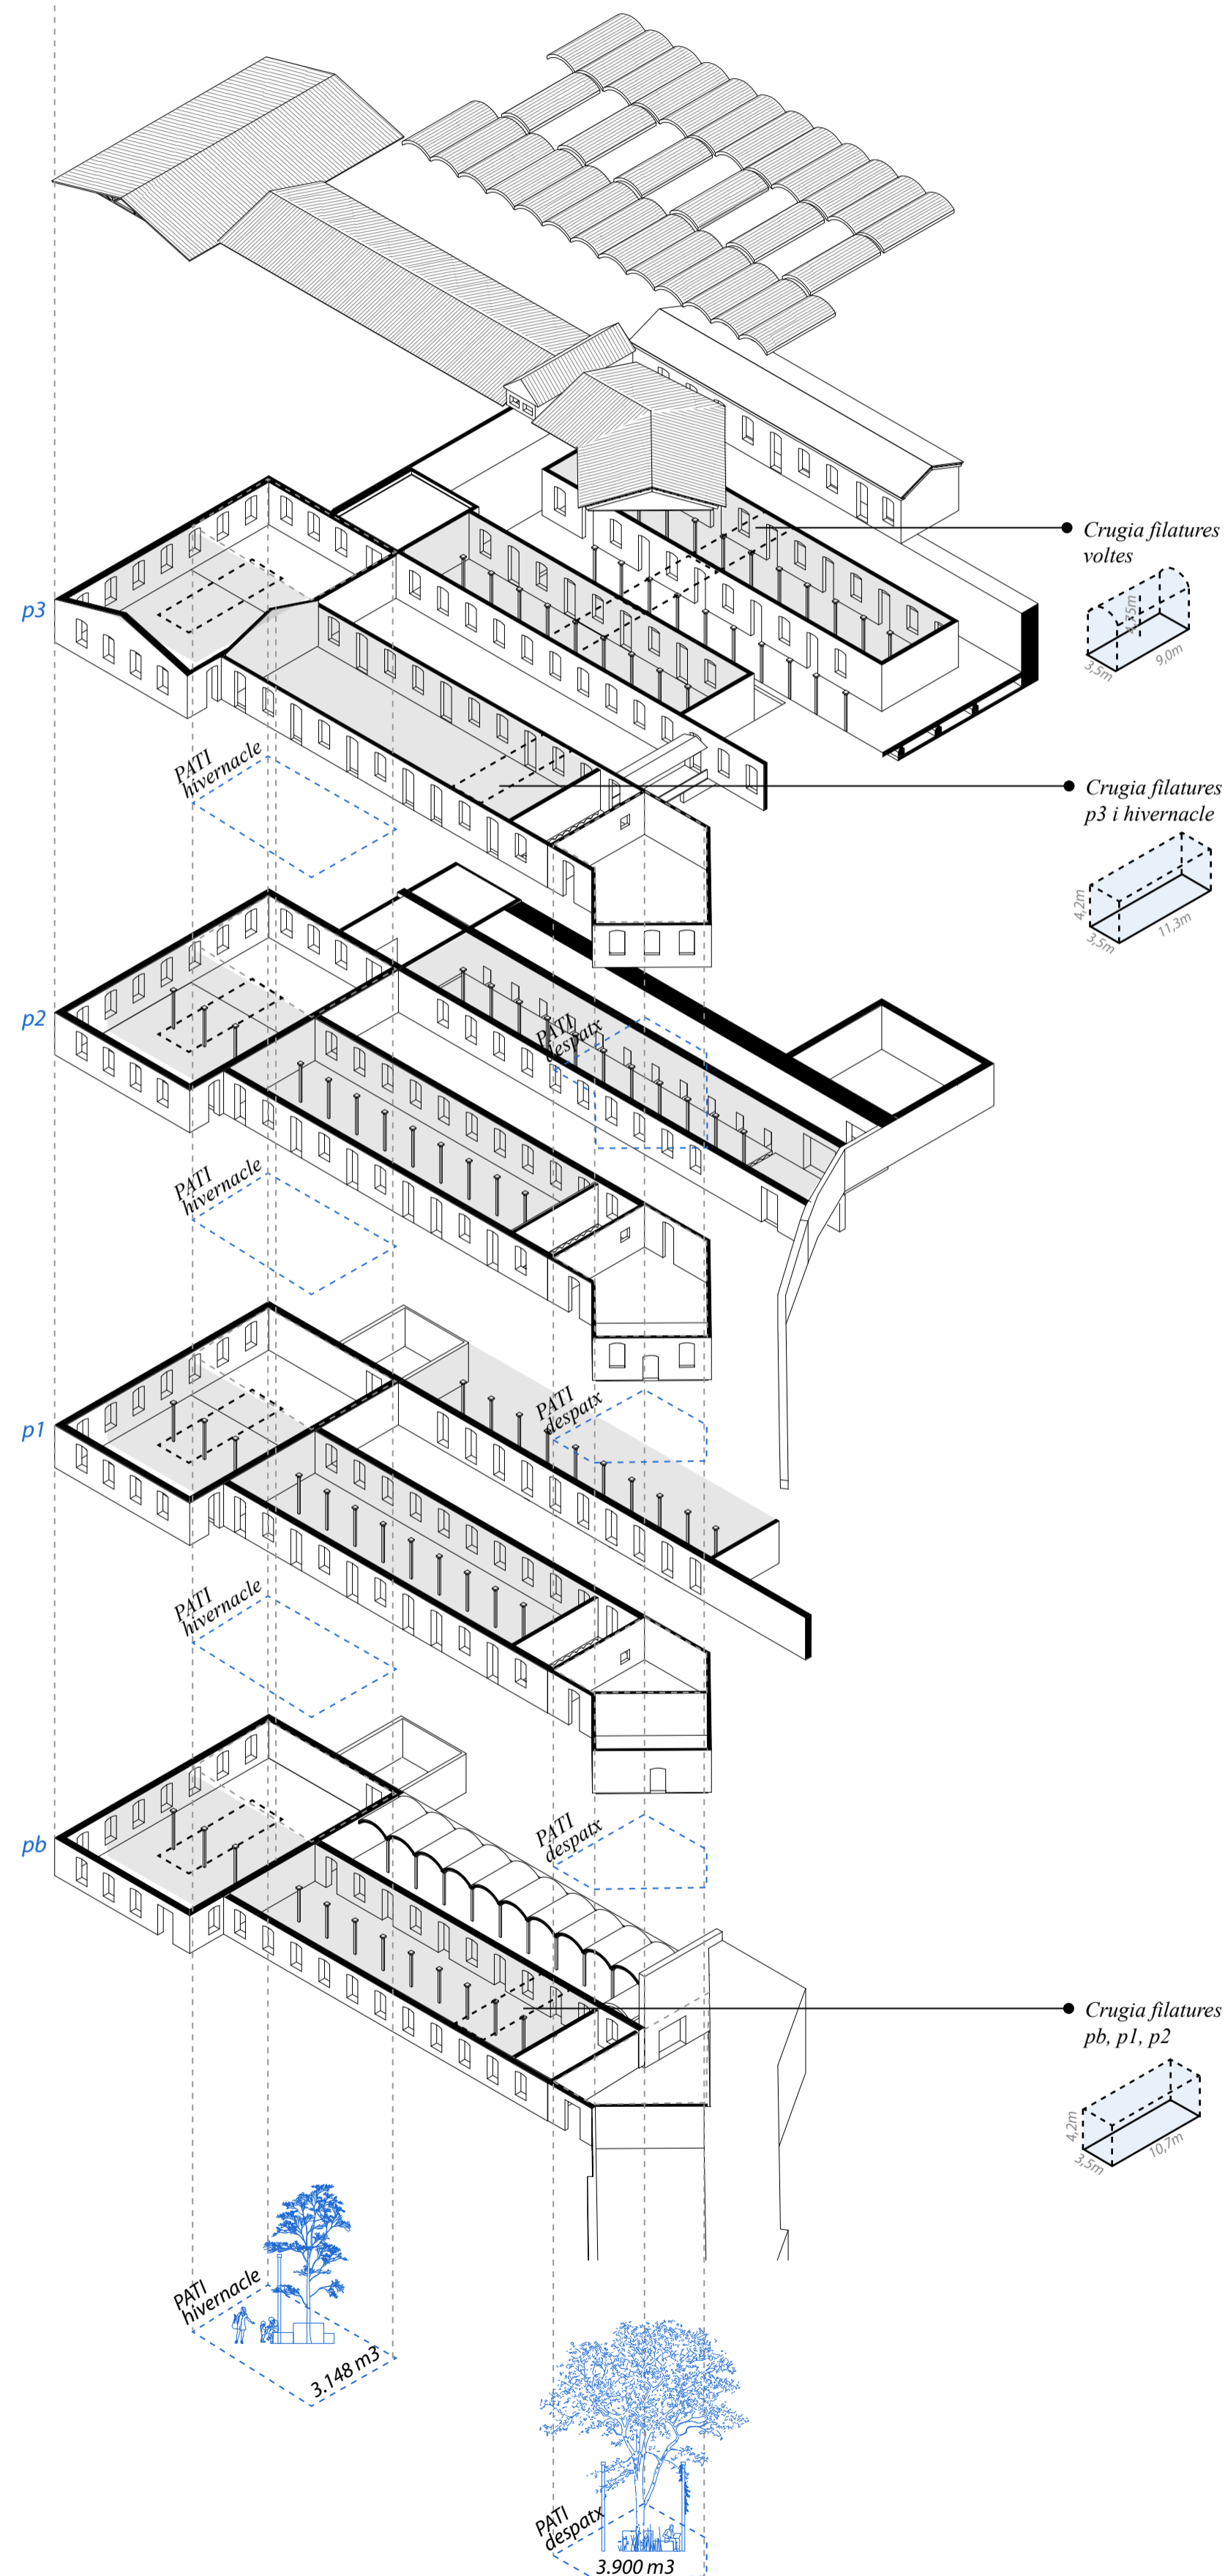 Crugia filatures
voltes
3,5m
9,0m
p3
PATI
hivernacle
Crugia filatures
p3 i hivernacle
4,2m
3,5m
11,3m
p2
PATI
despatx
PATI
hivernacle
p1
PATI
despatx
PATI
hivernacle
pb
PATI
despatx
Crugia filatures
pb, p1, p2
4,2m
3,5m
10,7m
PATI
hivernacle
3.148 m3
PATI
despatx
3.900 m3